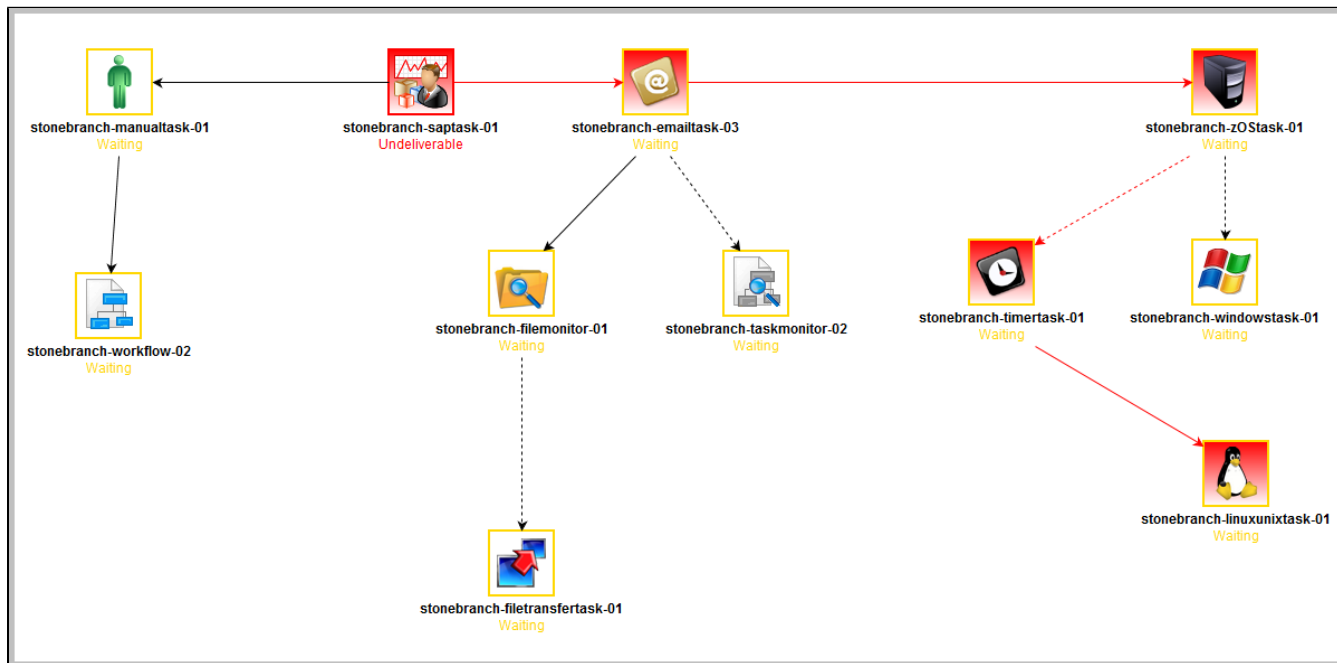 stonebranch-manualtask-01
Waiting
stonebranch-saptask-01
Undeliverable
stonebranch-emailtask-03
Waiting
stonebranch-zOStask-01
Waiting
stonebranch-workflow-02
Waiting
stonebranch-filemonitor-01
Waiting
stonebranch-taskmonitor-02
Waiting
stonebranch-timertask-01
Waiting
stonebranch-windowstask-01
Waiting
stonebranch-linuxunixtask-01
Waiting
stonebranch-filetransfertask-01
Waiting